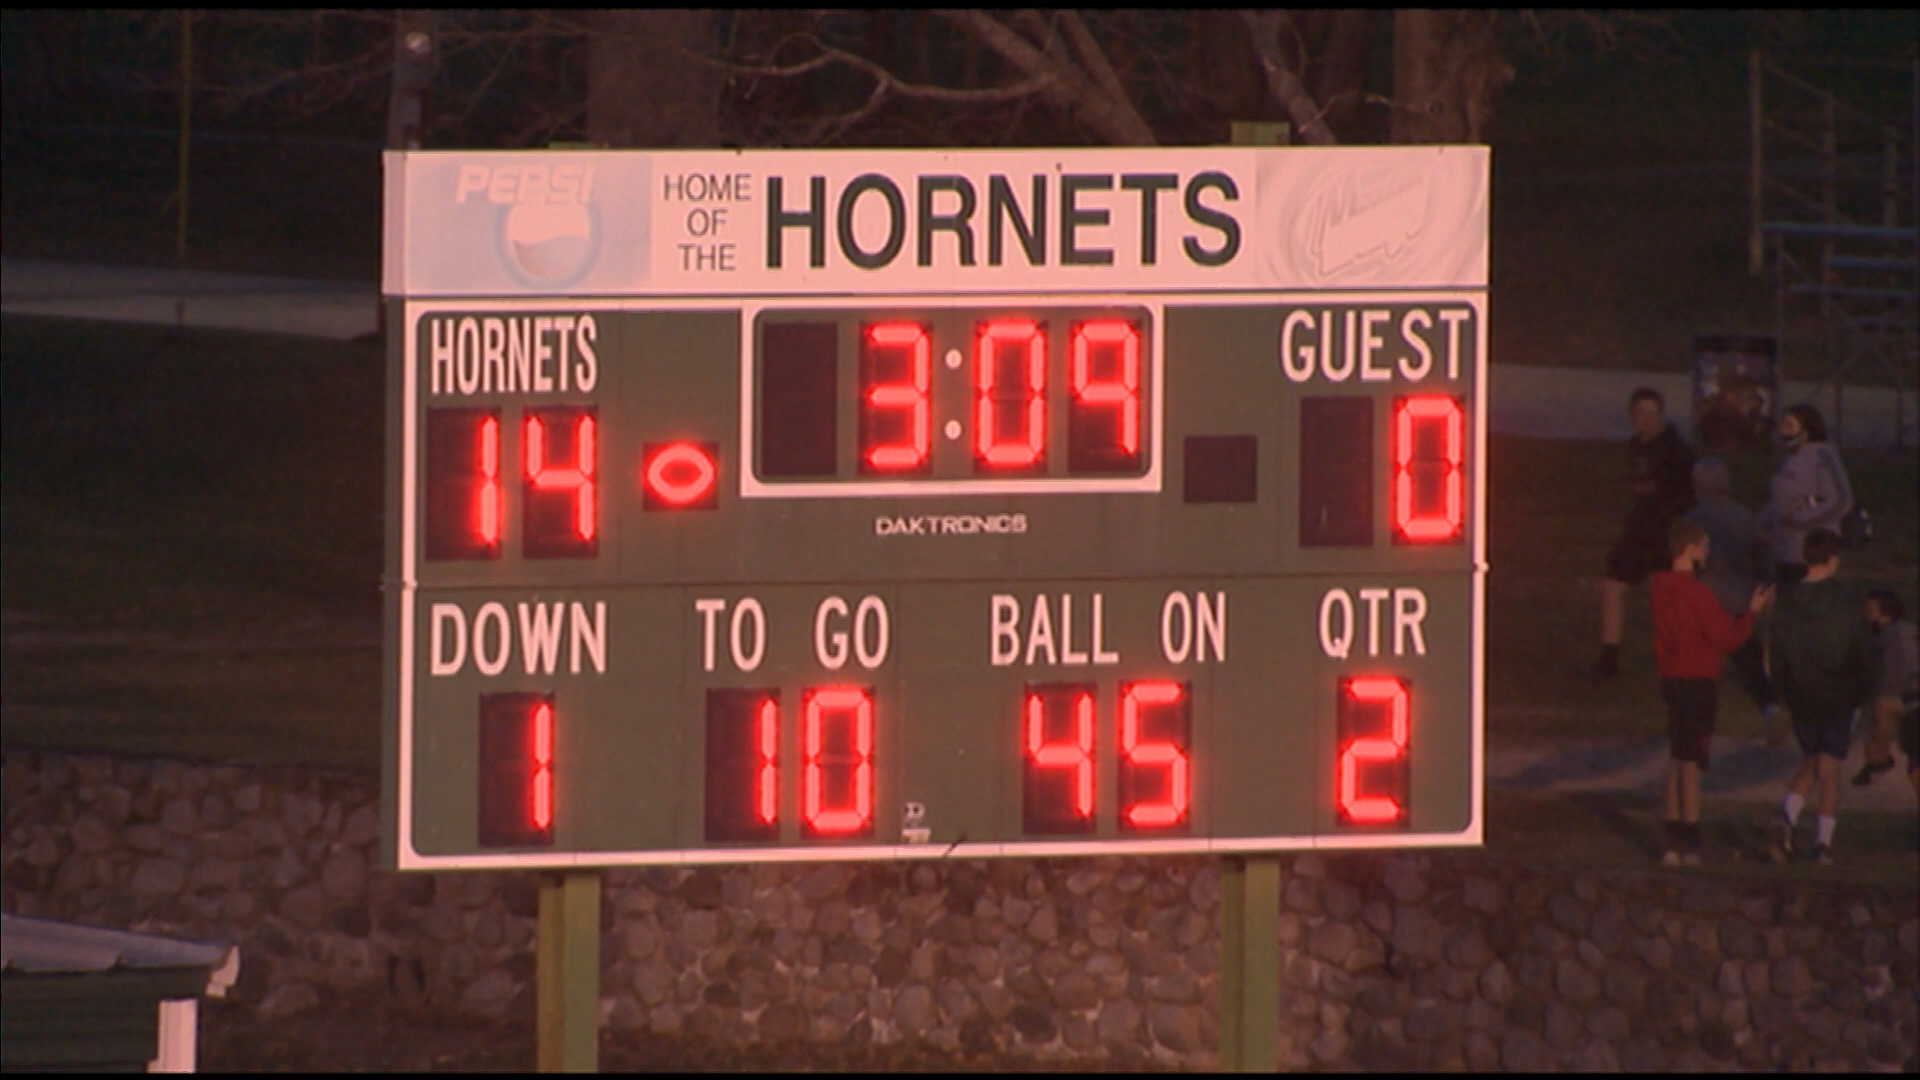 PEPSI
HOME
OF
THE
HORNETS
HORNETS
3:09
GUEST
14
0
DAKTRONICS
DOWN
TO GO
BALL ON
QTR
1
10
45
2